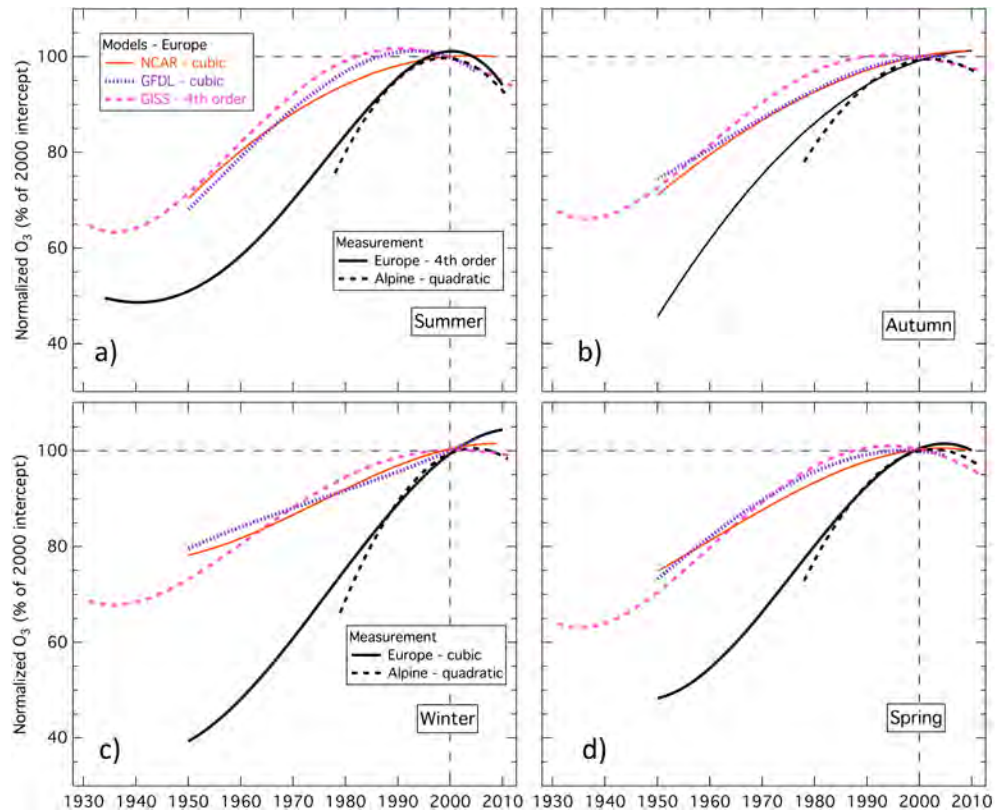 Normalized O3 (% of 2000 intercept)
100
80
60
40
Models - Europe
NCAR - cubic
GFDL - cubic
GISS - 4th order
Measurement
Europe - 4th order
Alpine - quadratic
Summer
a)
Autumn
b)
Normalized O3 (% of 2000 intercept)
100
80
60
40
Measurement
Europe - cubic
Alpine - quadratic
Winter
c)
Spring
d)
1930 1940 1950 1960 1970 1980 1990 2000 2010
1930 1940 1950 1960 1970 1980 1990 2000 2010